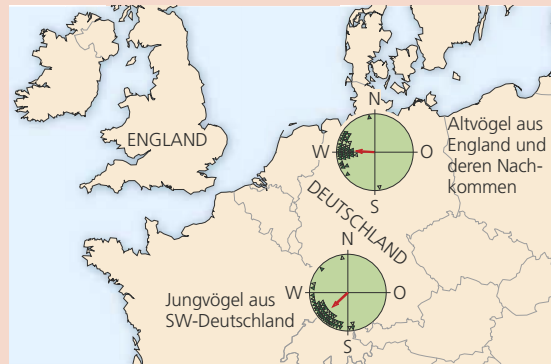 ENGLAND
N
W
O
S
Altvögel aus
England und
deren Nach-
kommen
DEUTSCHLAND
N
W
O
S
Jungvögel aus
SW-Deutschland